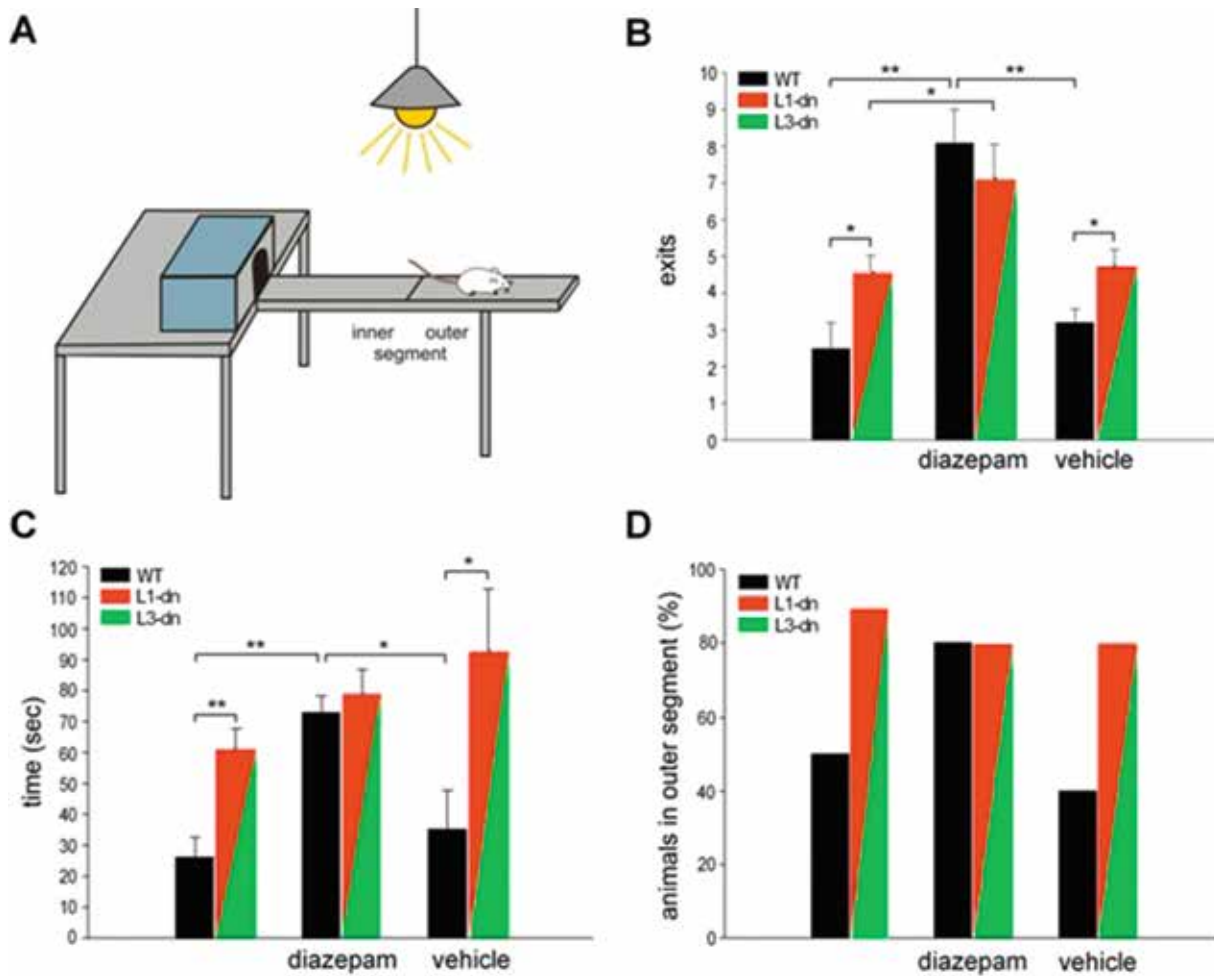 A
inner outer
segment
B
WT
L1-dn
L3-dn
10
9
8
7
6
5
4
3
2
1
0
exits
**
**
*
*
*
diazepam
vehicle
C
WT
L1-dn
L3-dn
120
110
100
90
80
70
60
50
40
30
20
10
0
time (sec)
*
**
*
**
diazepam
vehicle
D
WT
L1-dn
L3-dn
100
80
60
40
20
0
animals in outer segment (%)
diazepam
vehicle